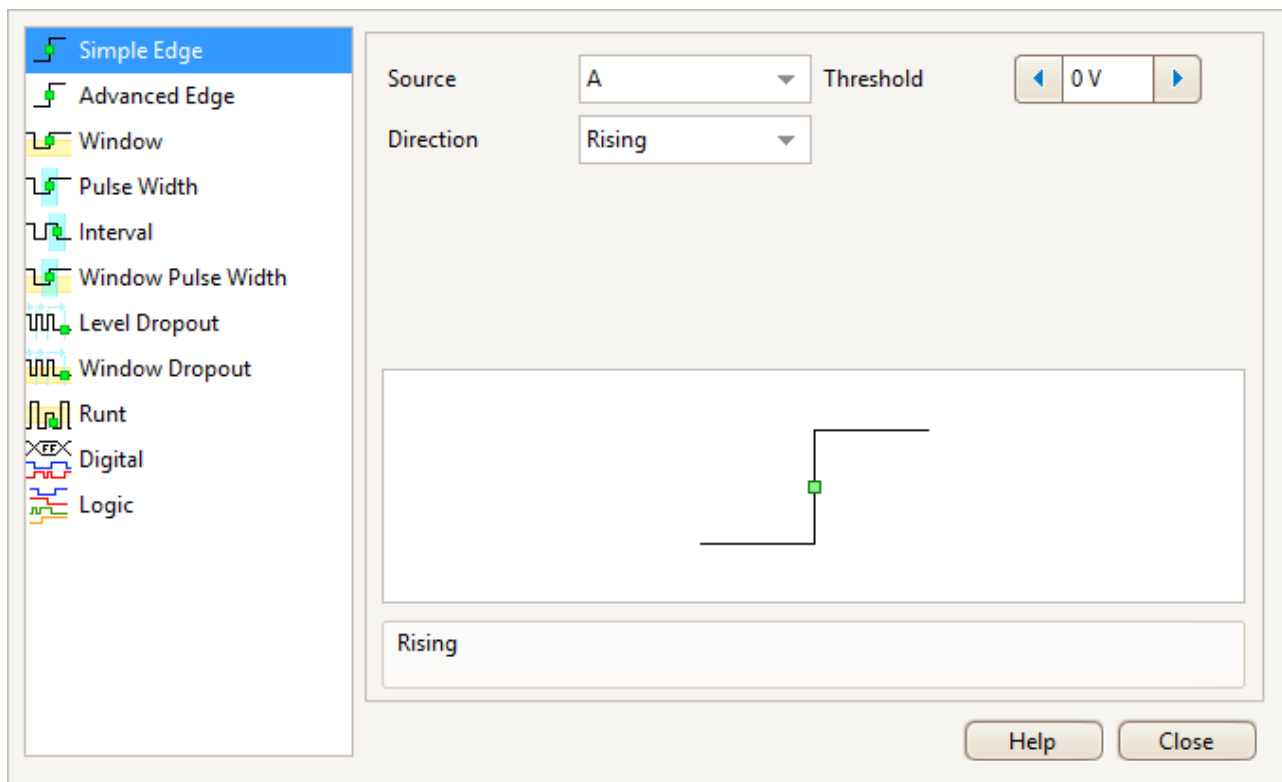 Simple Edge
Advanced Edge
Window
Pulse Width
Interval
Window Pulse Width
Level Dropout
Window Dropout
Runt
FF
Digital
Logic
Source
A
Threshold
0 V
Direction
Rising
Rising
Help
Close